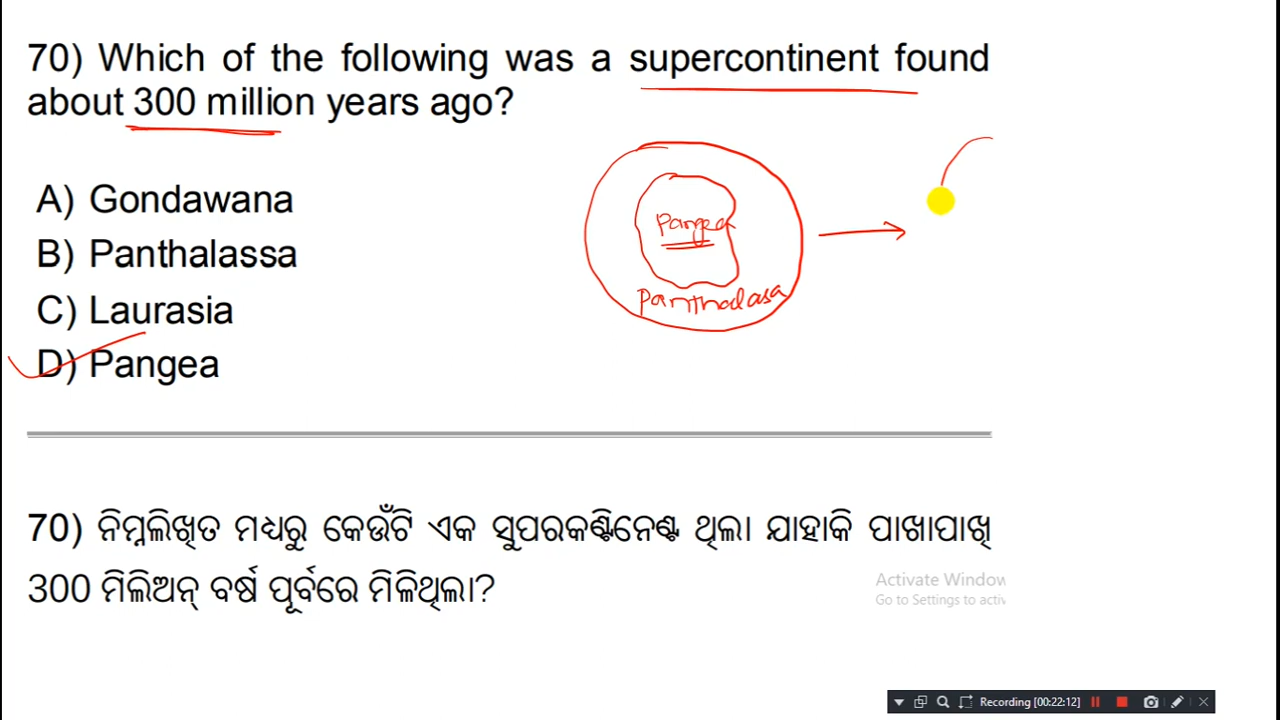 70) Which of the following was a supercontinent found
about 300 million years ago?
A) Gondawana
B) Panthalassa
C) Laurasia
D) Pangea
Pangea
Panthalasa
70) ନିମ୍ନଲିଖିତ ମଧ୍ୟରୁ କେଉଁଟି ଏକ ସୁପରକଣ୍ଟିନେଣ୍ଟ ଥିଲା ଯାହାକି ପାଖାପାଖି
300 ମିଲିଅନ୍ ବର୍ଷ ପୂର୍ବରେ ମିଳିଥିଲା?
Activate Window
Go to Settings to activ
Recording [00:22:12]